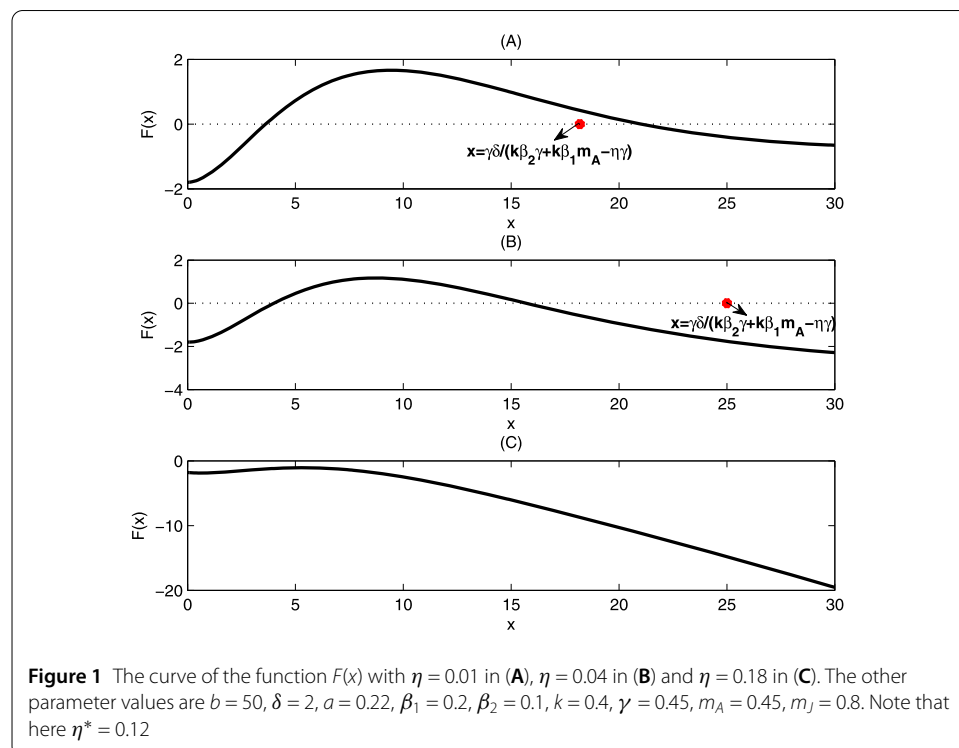 (A)
2
0
−2
F(x)
x=γδ/(kβ₂γ+kβ₁m_A−ηγ)
0 5 10 15 20 25 30
x
(B)
2
0
−2
−4
F(x)
x=γδ/(kβ₂γ+kβ₁m_A−ηγ)
0 5 10 15 20 25 30
x
(C)
0
−10
−20
F(x)
0 5 10 15 20 25 30
x
Figure 1 The curve of the function F(x) with η = 0.01 in (A), η = 0.04 in (B) and η = 0.18 in (C). The other
parameter values are b = 50, δ = 2, a = 0.22, β₁ = 0.2, β₂ = 0.1, k = 0.4, γ = 0.45, m_A = 0.45, m_J = 0.8. Note that
here η* = 0.12